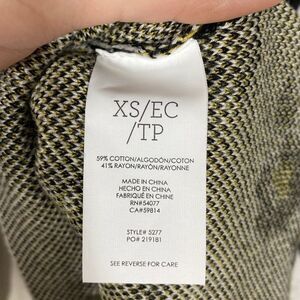 XS/EC
/TP
59% COTTON/ALGODÓN/COTON
41% RAYON/RAYÓN/RAYONNE
MADE IN CHINA
HECHO EN CHINA
FABRIQUÉ EN CHINE
RN#54077
CA#59814
STYLE# 5277
PO# 219181
SEE REVERSE FOR CARE